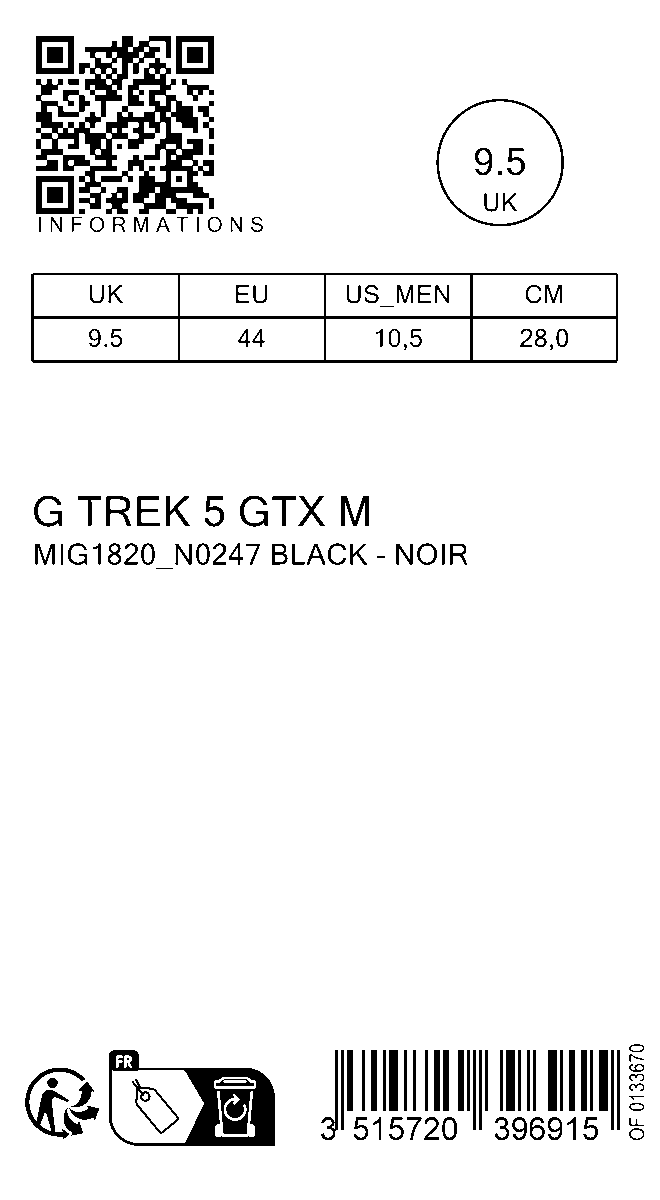 INFORMATIONS
9.5
UK
UK EU US_MEN CM
9.5 44 10,5 28,0
G TREK 5 GTX M
MIG1820_N0247 BLACK - NOIR
FR
3 515720 396915
OF 0133670